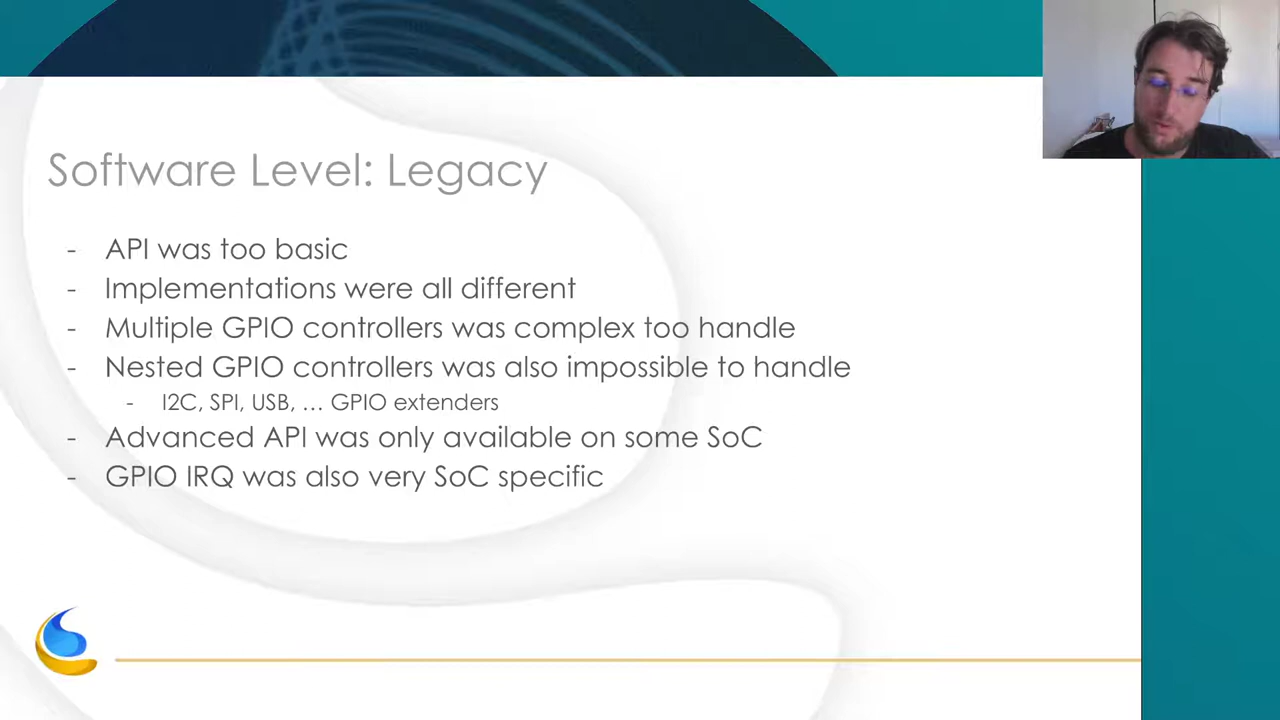 Software Level: Legacy
- API was too basic
- Implementations were all different
- Multiple GPIO controllers was complex too handle
- Nested GPIO controllers was also impossible to handle
- I2C, SPI, USB, … GPIO extenders
- Advanced API was only available on some SoC
- GPIO IRQ was also very SoC specific